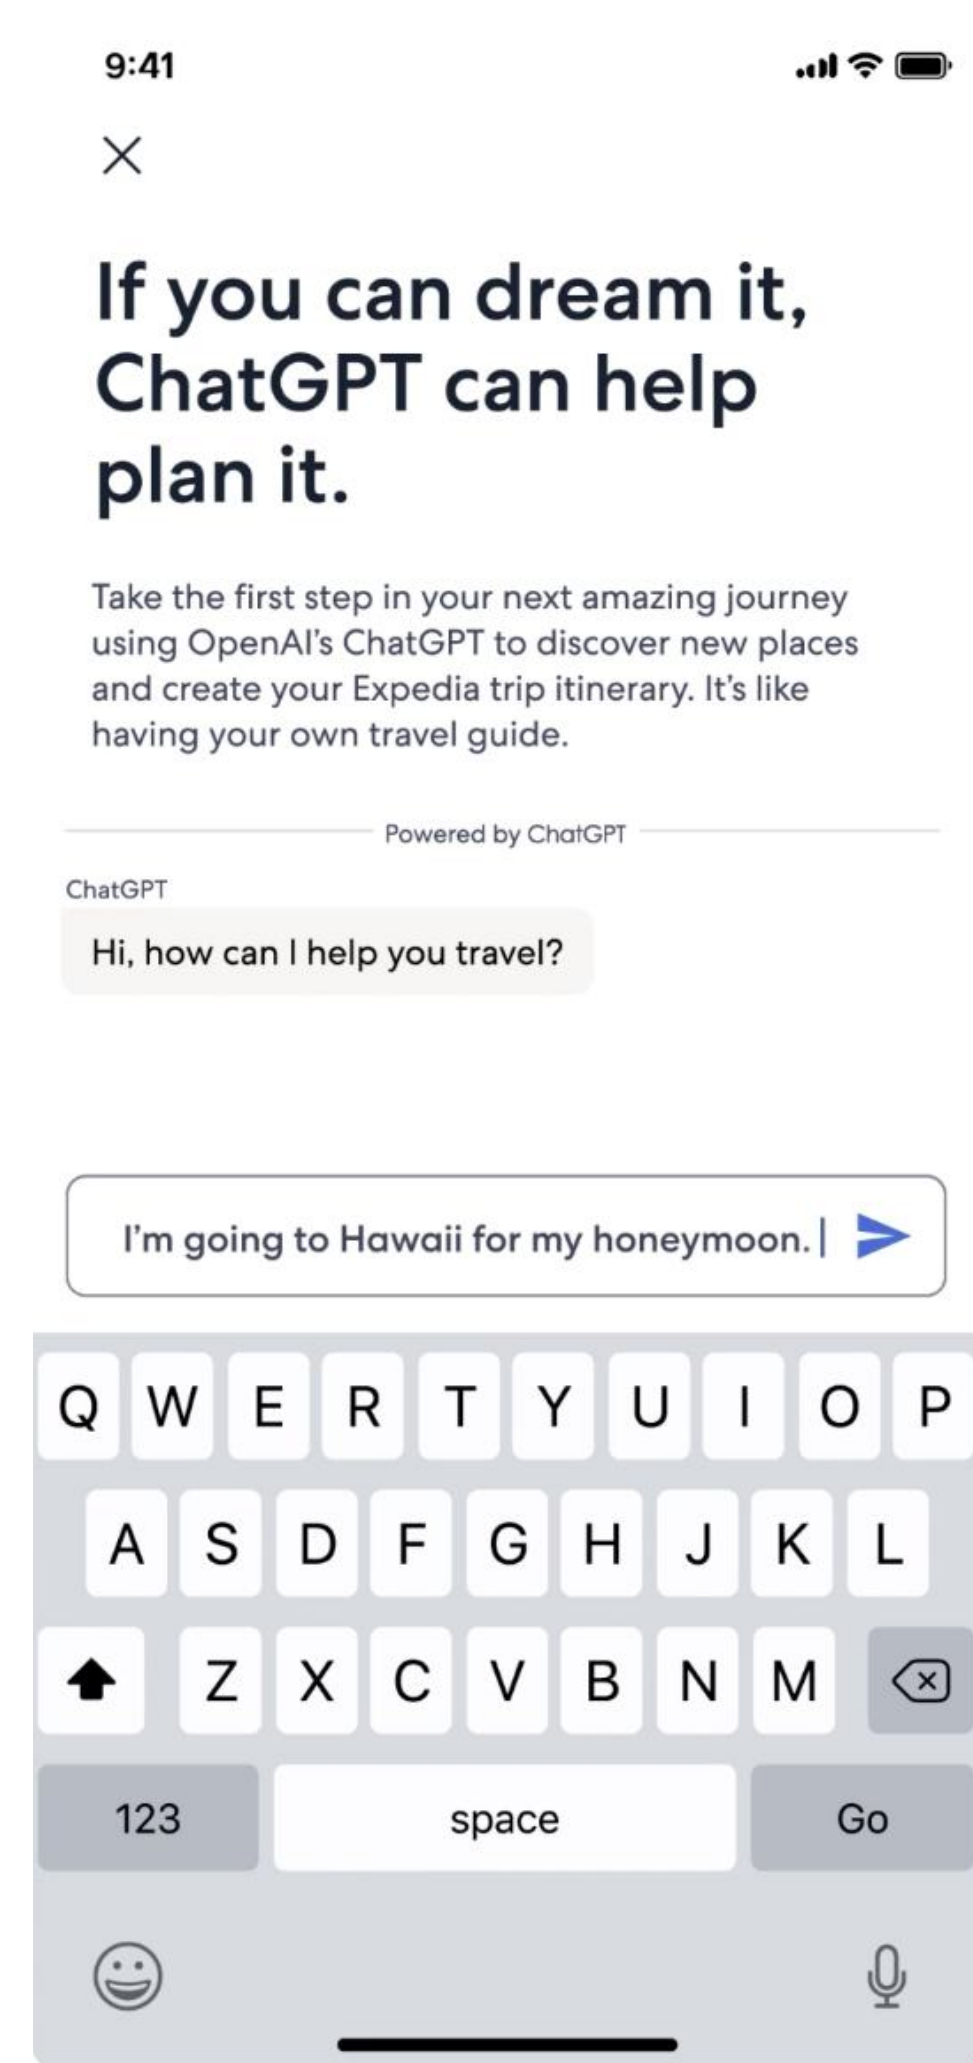 9:41
If you can dream it,
ChatGPT can help
plan it.
Take the first step in your next amazing journey
using OpenAI's ChatGPT to discover new places
and create your Expedia trip itinerary. It's like
having your own travel guide.
Powered by ChatGPT
ChatGPT
Hi, how can I help you travel?
I'm going to Hawaii for my honeymoon.
Q W E R T Y U I O P
A S D F G H J K L
Z X C V B N M
123 space Go